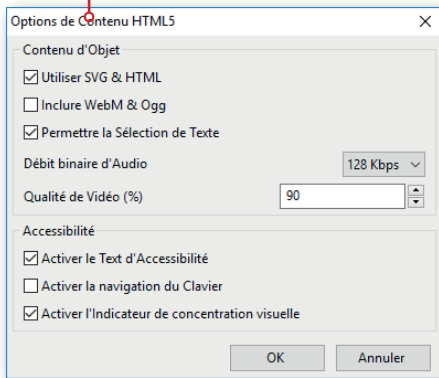 Options de Contenu HTML5
Contenu d'Objet
Utiliser SVG & HTML
Inclure WebM & Ogg
Permettre la Sélection de Texte
Débit binaire d'Audio 128 Kbps
Qualité de Vidéo (%) 90
Accessibilité
Activer le Text d'Accessibilité
Activer la navigation du Clavier
Activer l'Indicateur de concentration visuelle
OK Annuler